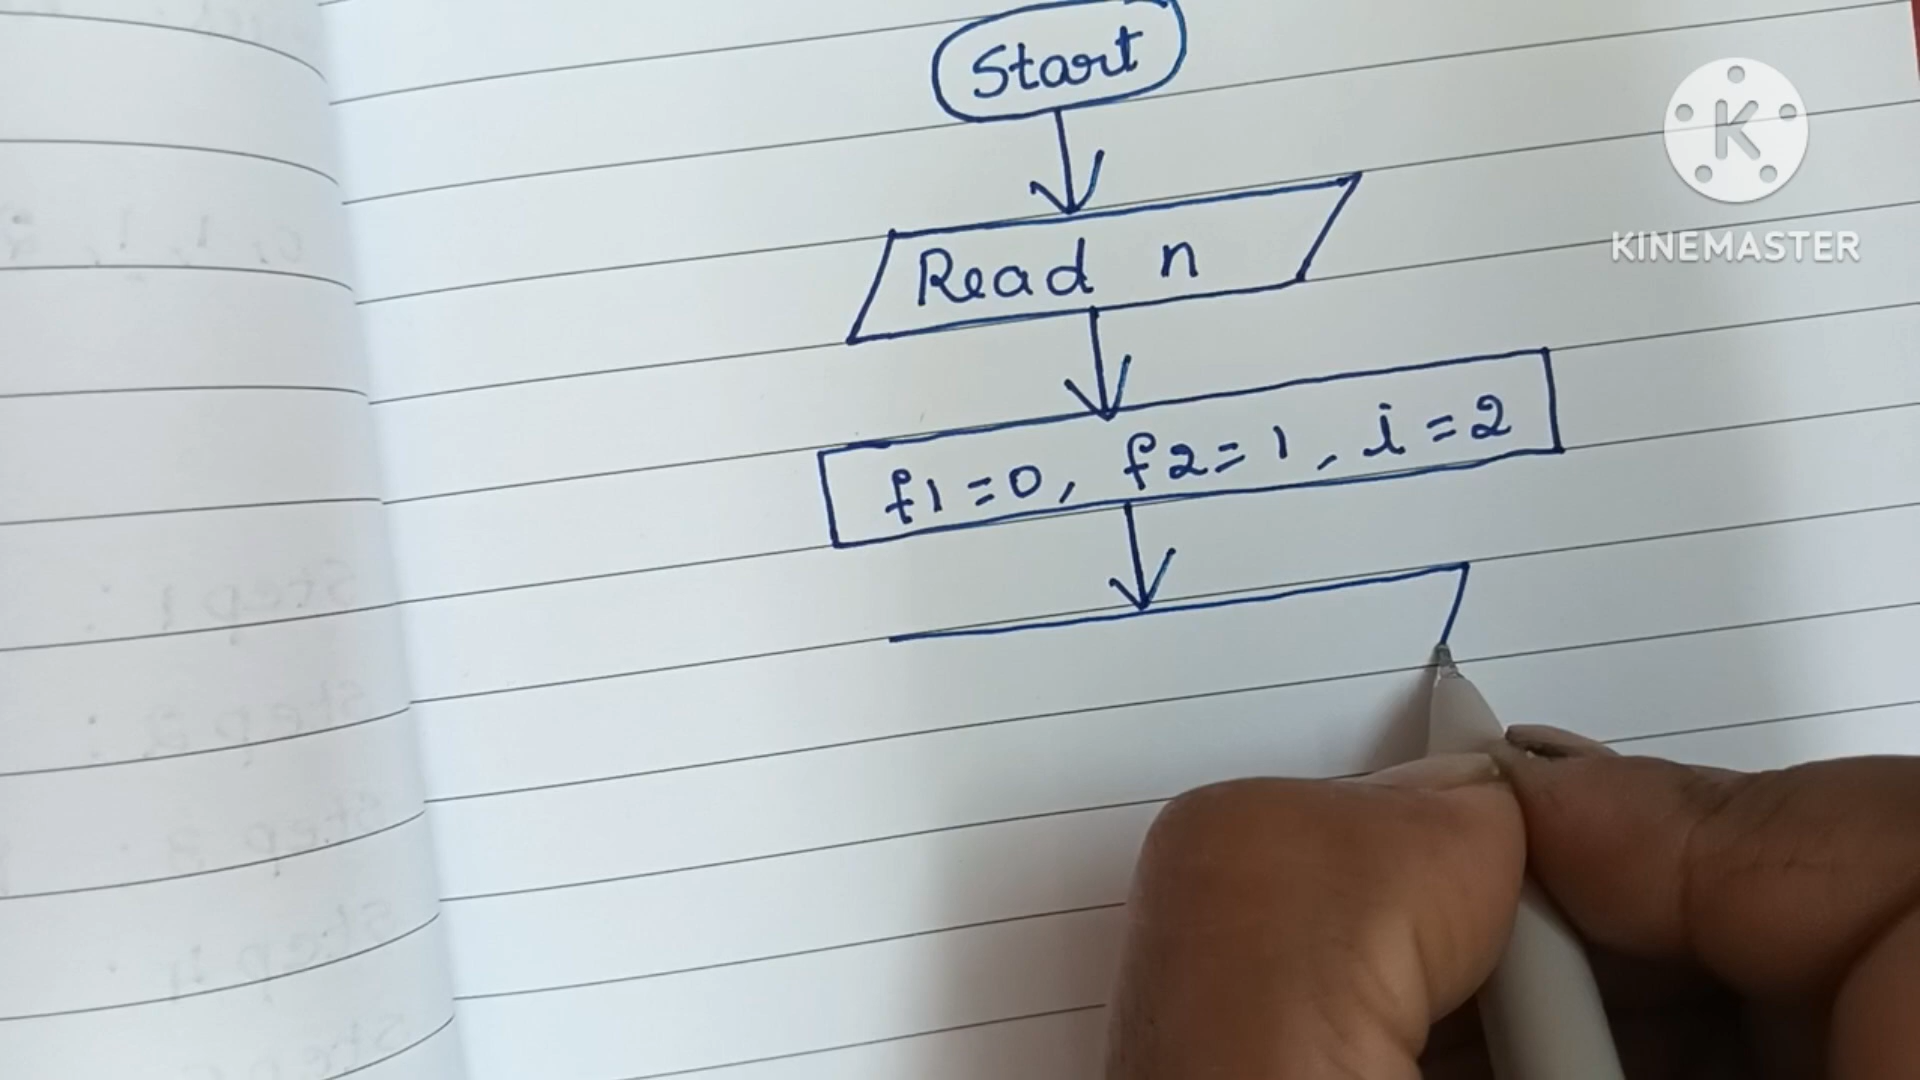 Start
Read n
f1=0, f2=1, i=2
K
KINEMASTER